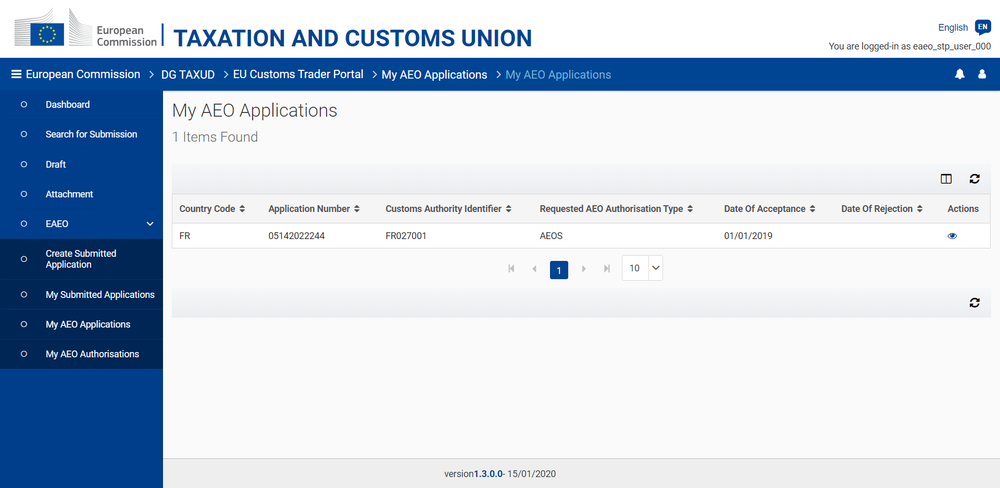 European
Commission
TAXATION AND CUSTOMS UNION
English EN
You are logged-in as eaeo_stp_user_000
European Commission > DG TAXUD > EU Customs Trader Portal > My AEO Applications > My AEO Applications
Dashboard
Search for Submission
Draft
Attachment
EAEO
Create Submitted
Application
My Submitted Applications
My AEO Applications
My AEO Authorisations
My AEO Applications
1 Items Found
Country Code Application Number Customs Authority Identifier Requested AEO Authorisation Type Date Of Acceptance Date Of Rejection Actions
FR 05142022244 FR027001 AEOS 01/01/2019
1 10
version1.3.0.0- 15/01/2020